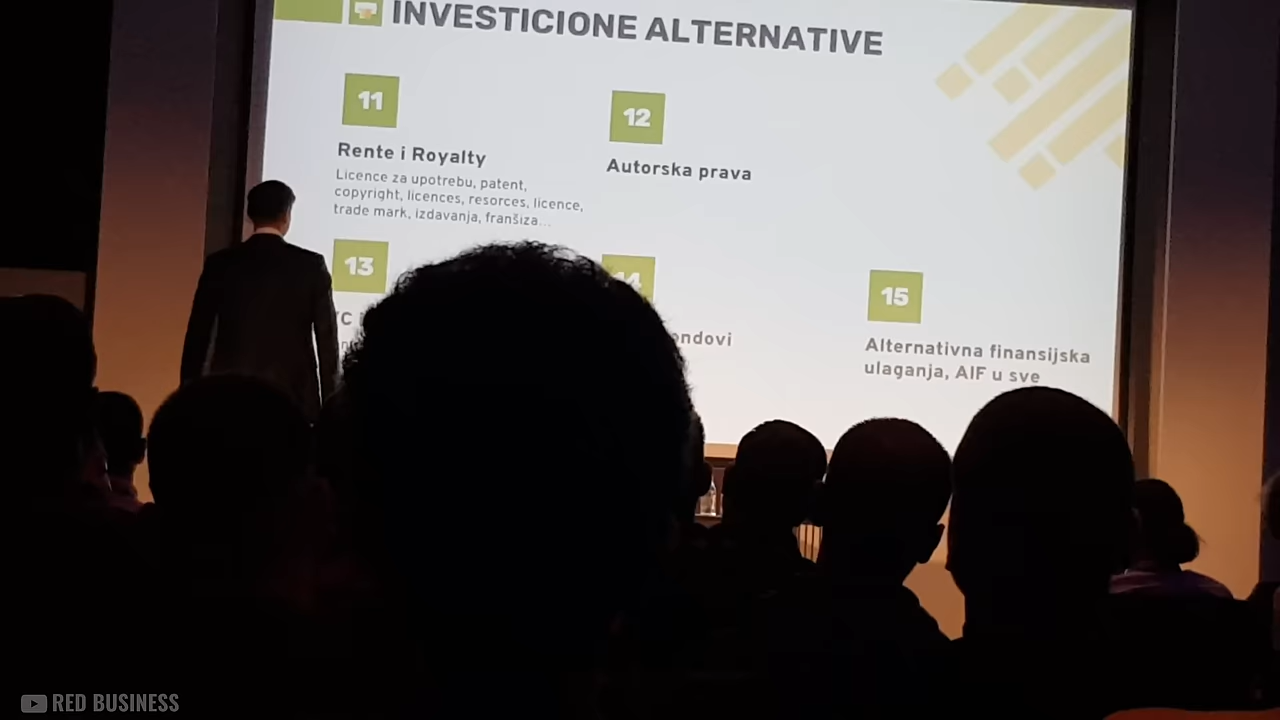 INVESTICIONE ALTERNATIVE
11
12
Rente i Royalty
Autorska prava
Licence za upotrebu, patent,
copyright, licences, resorces, licence,
trade mark, izdavanja, franšiza...
13
14
15
Alternativna finansijska
ulaganja, AIF u sve
RED BUSINESS